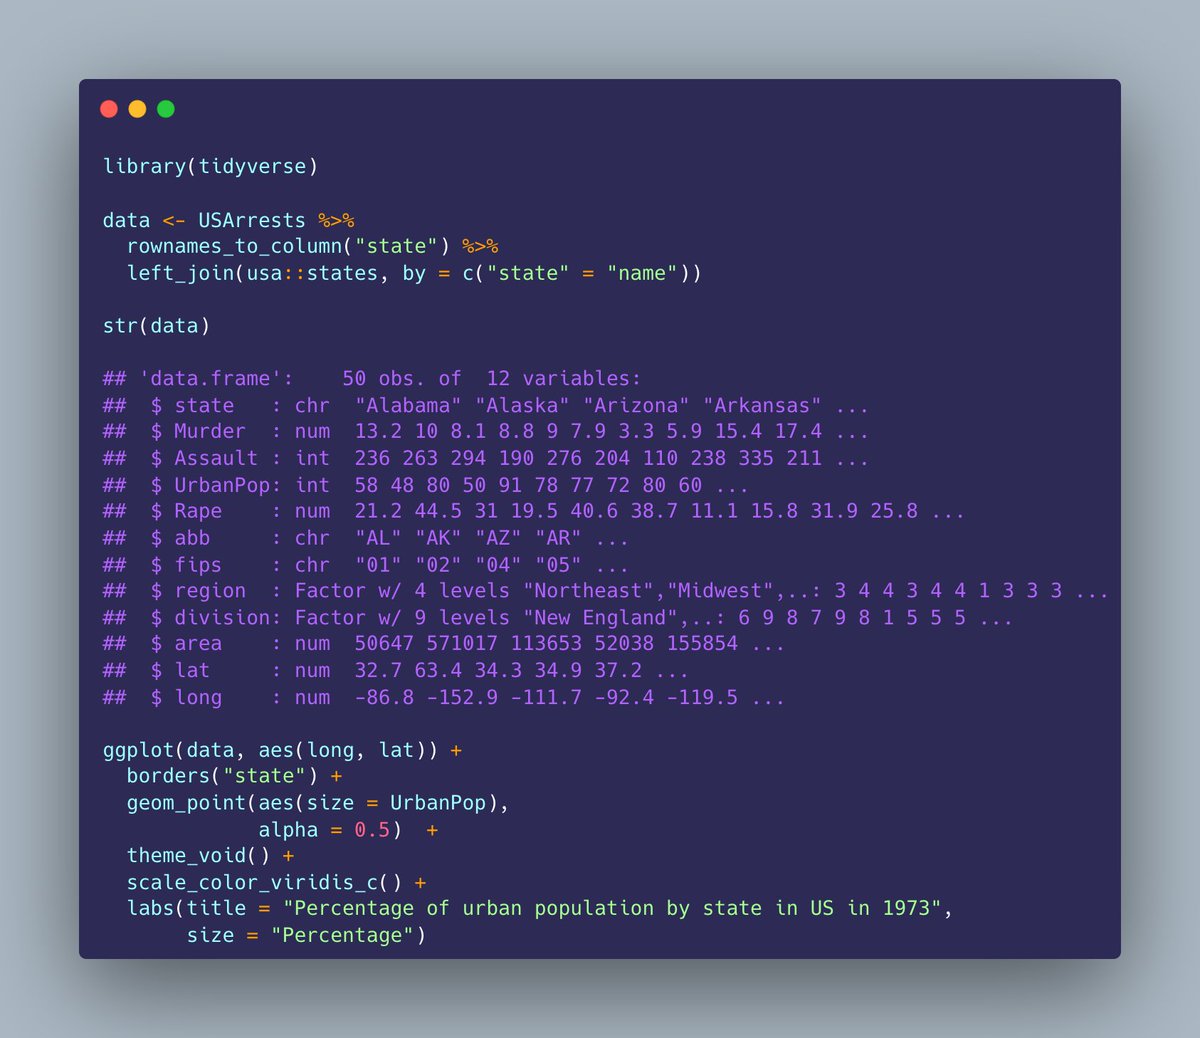 library(tidyverse)
data <- USArrests %>%
  rownames_to_column("state") %>%
  left_join(usa::states, by = c("state" = "name"))
str(data)
## 'data.frame':    50 obs. of  12 variables:
##  $ state   : chr  "Alabama" "Alaska" "Arizona" "Arkansas" ...
##  $ Murder  : num  13.2 10 8.1 8.8 9 7.9 3.3 5.9 15.4 17.4 ...
##  $ Assault : int  236 263 294 190 276 204 110 238 335 211 ...
##  $ UrbanPop: int  58 48 80 50 91 78 77 72 80 60 ...
##  $ Rape    : num  21.2 44.5 31 19.5 40.6 38.7 11.1 15.8 31.9 25.8 ...
##  $ abb     : chr  "AL" "AK" "AZ" "AR" ...
##  $ fips    : chr  "01" "02" "04" "05" ...
##  $ region  : Factor w/ 4 levels "Northeast","Midwest",..: 3 4 4 3 4 4 1 3 3 3 ...
##  $ division: Factor w/ 9 levels "New England",..: 6 9 8 7 9 8 1 5 5 5 ...
##  $ area    : num  50647 571017 113653 52038 155854 ...
##  $ lat     : num  32.7 63.4 34.3 34.9 37.2 ...
##  $ long    : num  -86.8 -152.9 -111.7 -92.4 -119.5 ...
ggplot(data, aes(long, lat)) +
  borders("state") +
  geom_point(aes(size = UrbanPop),
             alpha = 0.5)  +
  theme_void() +
  scale_color_viridis_c() +
  labs(title = "Percentage of urban population by state in US in 1973",
       size = "Percentage")